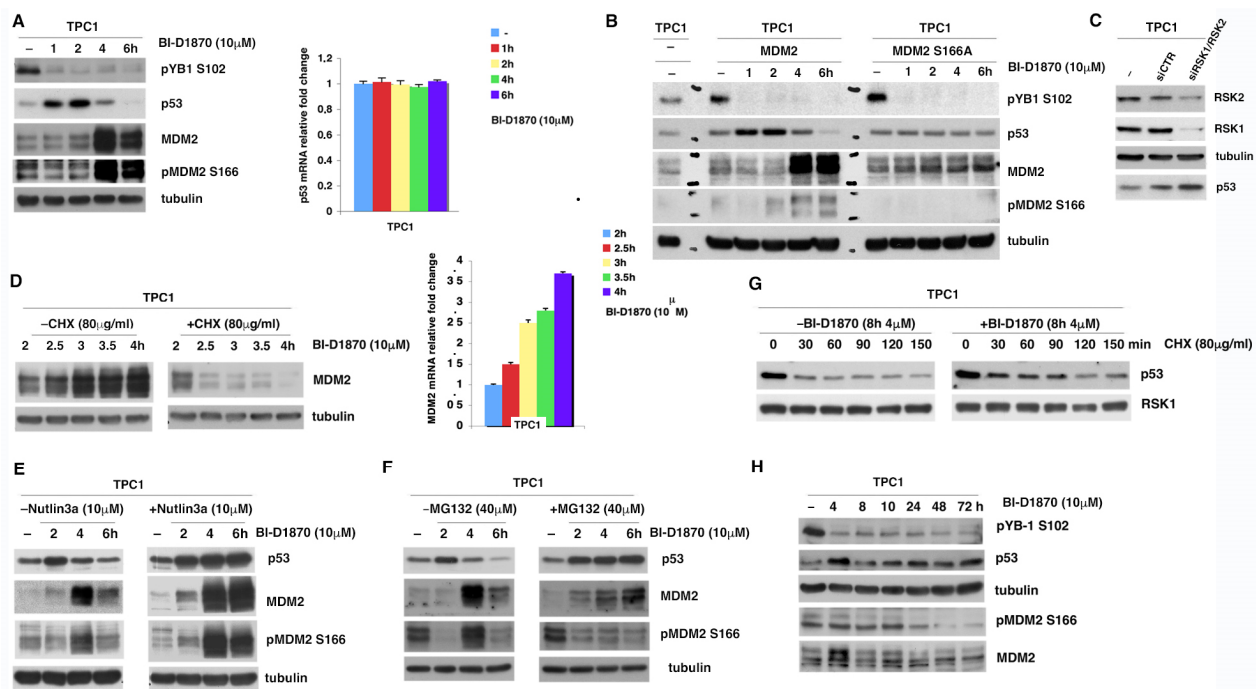 A
TPC1
– 1 2 4 6h BI-D1870 (10μM)
pYB1 S102
p53
MDM2
pMDM2 S166
tubulin
p53 mRNA relative fold change
1,2
1
0.8
0.6
0.4
0.2
0
TPC1
-
1h
2h
4h
6h
BI-D1870 (10μM)
B
TPC1 TPC1 TPC1
– MDM2 MDM2 S166A
– – 1 2 4 6h – 1 2 4 6h BI-D1870 (10μM)
pYB1 S102
p53
MDM2
pMDM2 S166
tubulin
C
TPC1
- siCTR siRSK1/RSK2
RSK2
RSK1
tubulin
p53
D
TPC1
–CHX (80μg/ml) +CHX (80μg/ml)
2 2.5 3 3.5 4h 2 2.5 3 3.5 4h BI-D1870 (10μM)
MDM2
tubulin
MDM2 mRNA relative fold change
4
3 5
3
2 5
2
1 5
1
0 5
0
TPC1
2h
2.5h
3h
3.5h
4h
μ
BI-D1870 (10 M)
G
TPC1
–BI-D1870 (8h 4μM) +BI-D1870 (8h 4μM)
0 30 60 90 120 150 0 30 60 90 120 150 min CHX (80μg/ml)
p53
RSK1
E
TPC1
–Nutlin3a (10μM) +Nutlin3a (10μM)
– 2 4 6h – 2 4 6h BI-D1870 (10μM)
p53
MDM2
pMDM2 S166
tubulin
F
TPC1
–MG132 (40μM) +MG132 (40μM)
– 2 4 6h – 2 4 6h BI-D1870 (10μM)
p53
MDM2
pMDM2 S166
tubulin
H
TPC1
– 4 8 10 24 48 72 h BI-D1870 (10μM)
pYB-1 S102
p53
tubulin
pMDM2 S166
MDM2